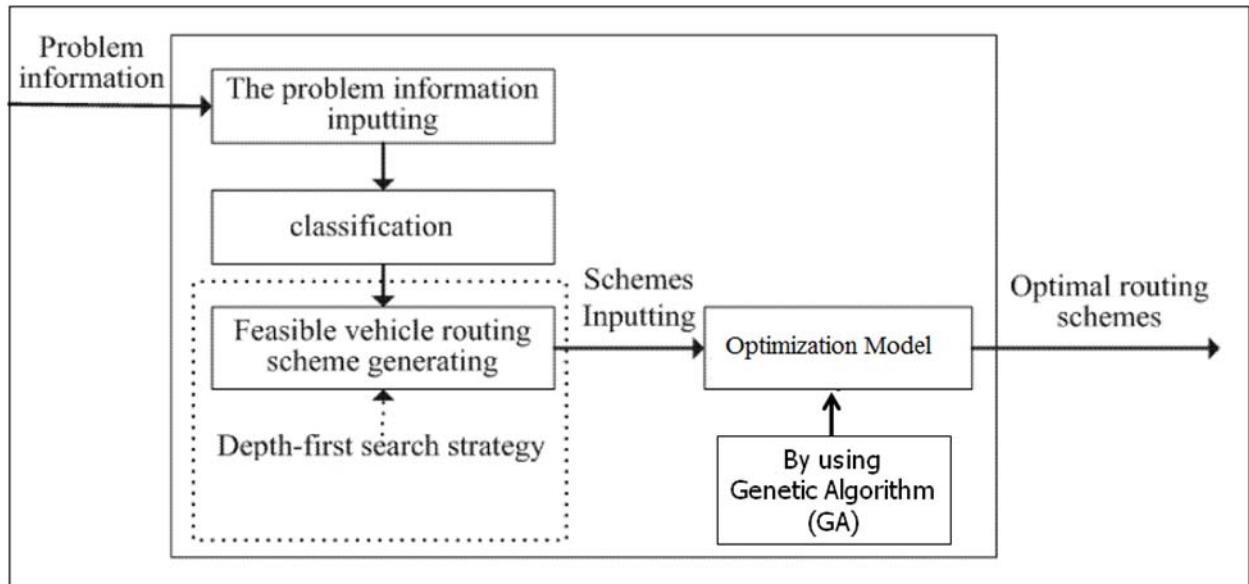 Problem
information
The problem information
inputting
classification
Feasible vehicle routing
scheme generating
Depth-first search strategy
Schemes
Inputting
Optimization Model
By using
Genetic Algorithm
(GA)
Optimal routing
schemes